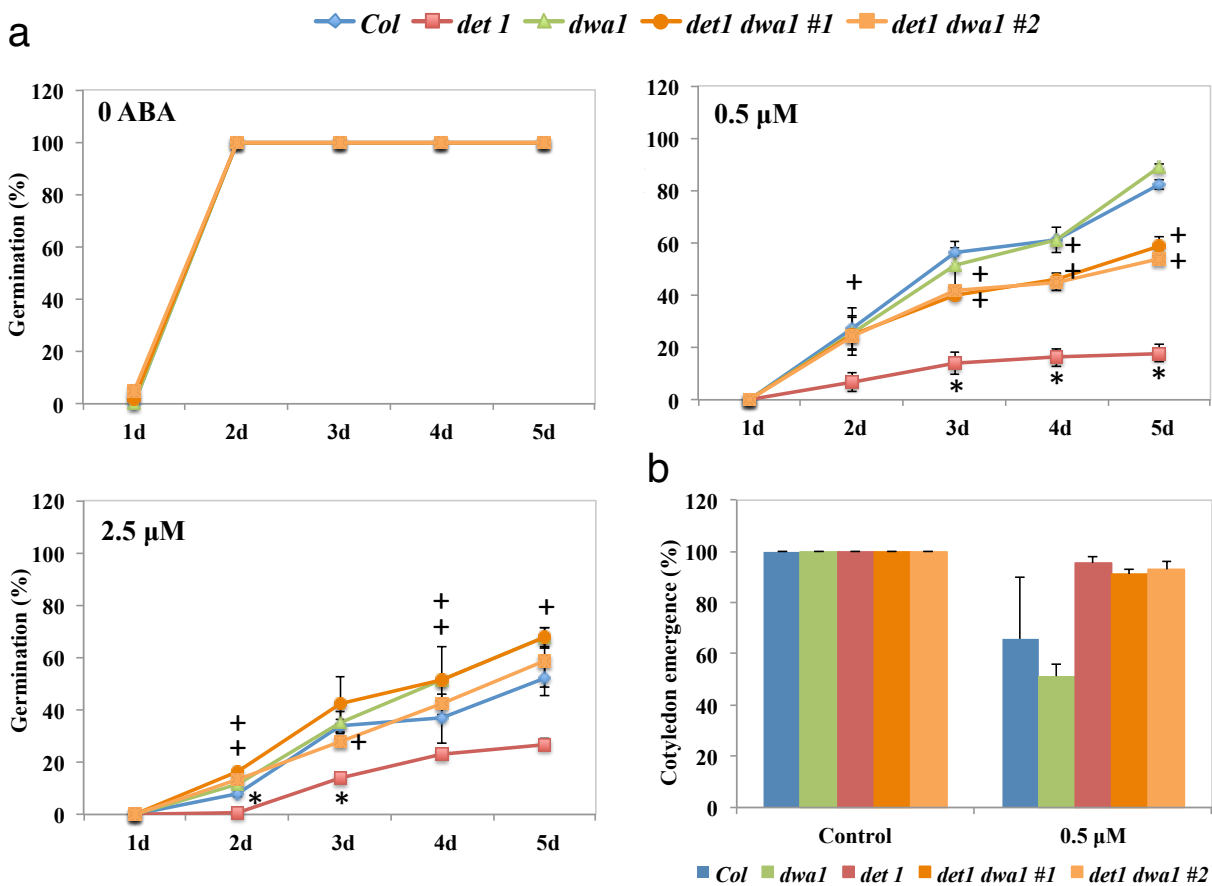 a
Col det 1 dwa1 det1 dwa1 #1 det1 dwa1 #2
0 ABA
Germination (%)
120
100
80
60
40
20
0
1d 2d 3d 4d 5d
0.5 µM
120
100
80
60
40
20
0
+ + + + + + +
* * *
1d 2d 3d 4d 5d
2.5 µM
Germination (%)
120
100
80
60
40
20
0
+ + + + + +
* *
1d 2d 3d 4d 5d
b
Cotyledon emergence (%)
120
100
80
60
40
20
0
Control 0.5 µM
Col dwa1 det 1 det1 dwa1 #1 det1 dwa1 #2